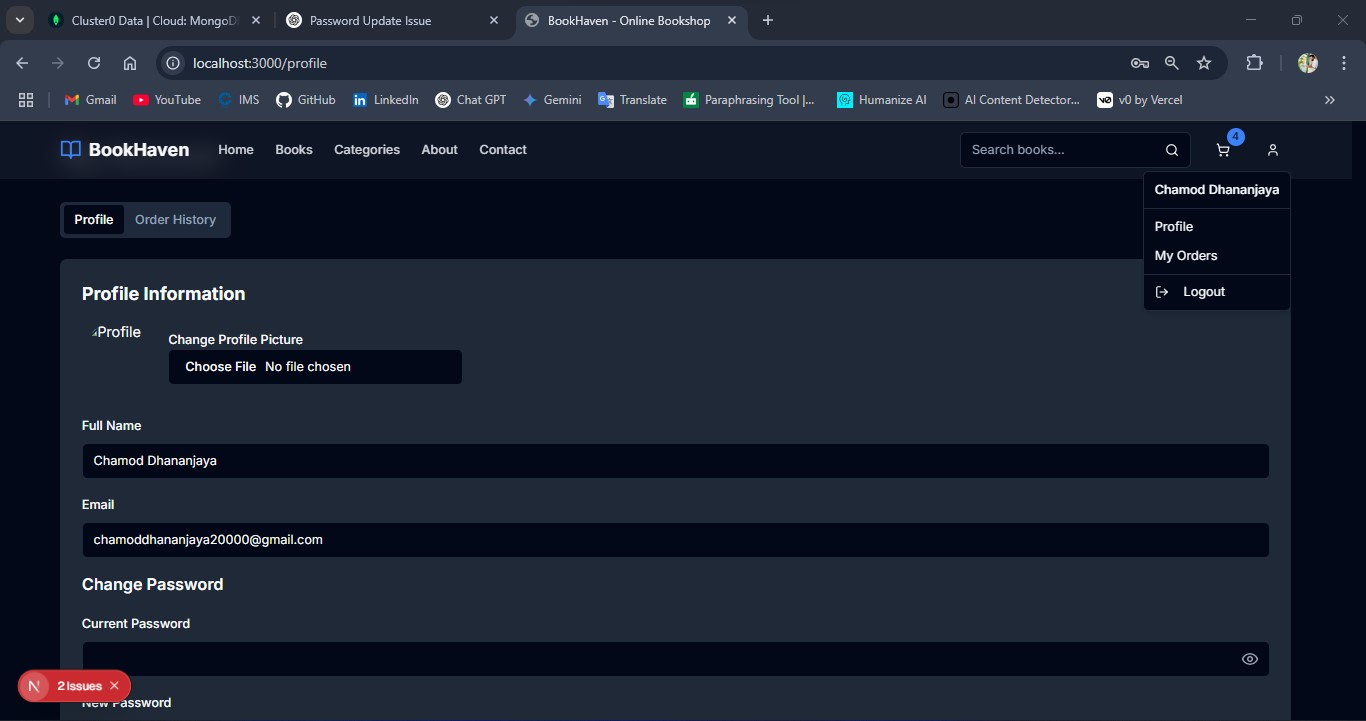 Cluster0 Data | Cloud: MongoD
Password Update Issue
BookHaven - Online Bookshop
localhost:3000/profile
Gmail
YouTube
IMS
GitHub
LinkedIn
Chat GPT
Gemini
Translate
Paraphrasing Tool |...
Humanize AI
AI Content Detector...
v0 by Vercel
BookHaven
Home
Books
Categories
About
Contact
Search books...
4
Chamod Dhananjaya
Profile
My Orders
Logout
Profile
Order History
Profile Information
Profile
Change Profile Picture
Choose File No file chosen
Full Name
Chamod Dhananjaya
Email
chamoddhananjaya20000@gmail.com
Change Password
Current Password
N 2 Issues
New Password